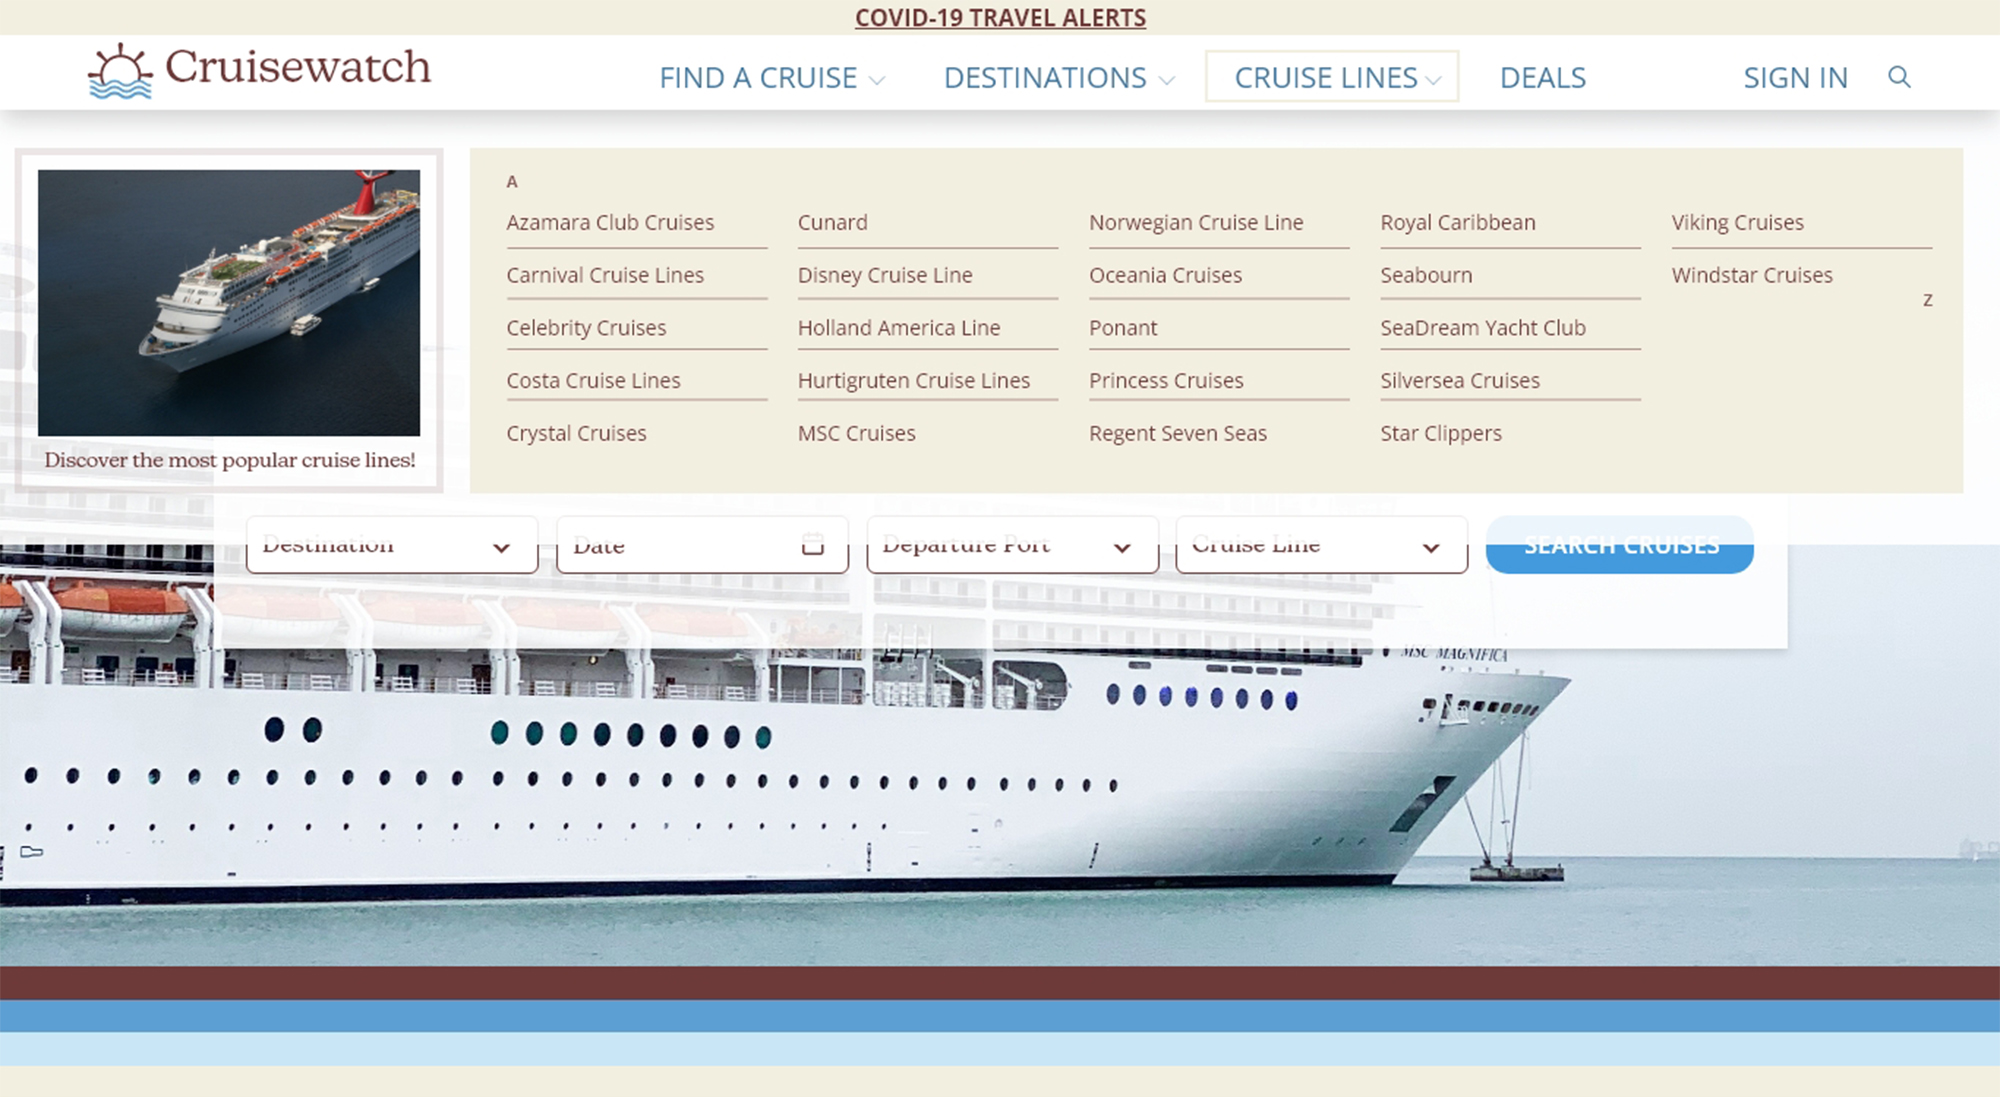 COVID-19 TRAVEL ALERTS
Cruisewatch
FIND A CRUISE
DESTINATIONS
CRUISE LINES
DEALS
SIGN IN
Discover the most popular cruise lines!
A
Azamara Club Cruises
Carnival Cruise Lines
Celebrity Cruises
Costa Cruise Lines
Crystal Cruises
Cunard
Disney Cruise Line
Holland America Line
Hurtigruten Cruise Lines
MSC Cruises
Norwegian Cruise Line
Oceania Cruises
Ponant
Princess Cruises
Regent Seven Seas
Royal Caribbean
Seabourn
SeaDream Yacht Club
Silversea Cruises
Star Clippers
Viking Cruises
Windstar Cruises
Z
Destination
Date
Departure Port
Cruise Line
SEARCH CRUISES
MSC MAGNIFICA